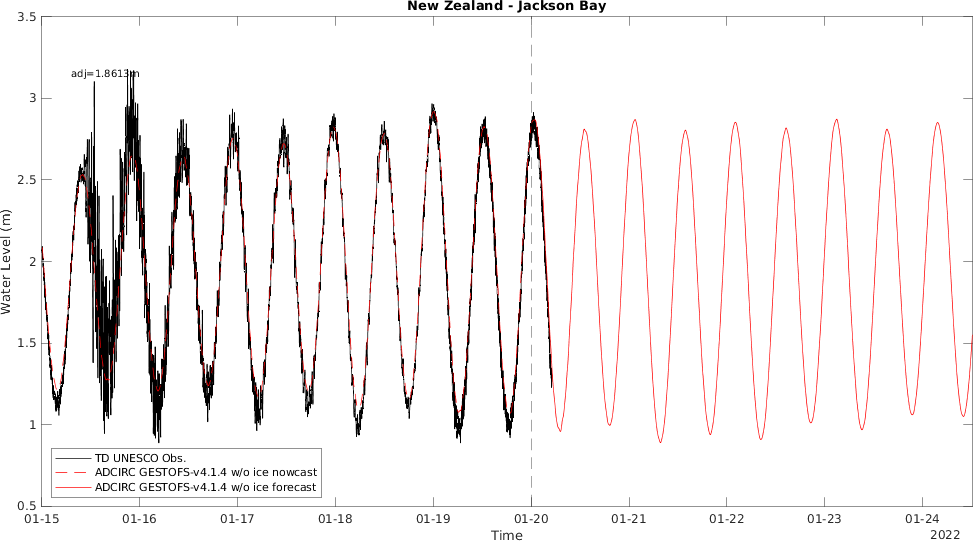 New Zealand - Jackson Bay
3.5
3
2.5
2
1.5
1
0.5
Water Level (m)
adj=1.8613m
TD UNESCO Obs.
ADCIRC GESTOFS-v4.1.4 w/o ice nowcast
ADCIRC GESTOFS-v4.1.4 w/o ice forecast
01-15 01-16 01-17 01-18 01-19 01-20 01-21 01-22 01-23 01-24
Time
2022